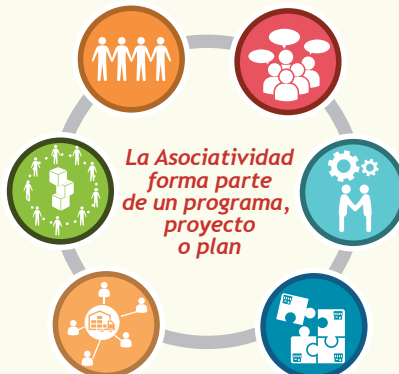 La Asociatividad
forma parte
de un programa,
proyecto
o plan